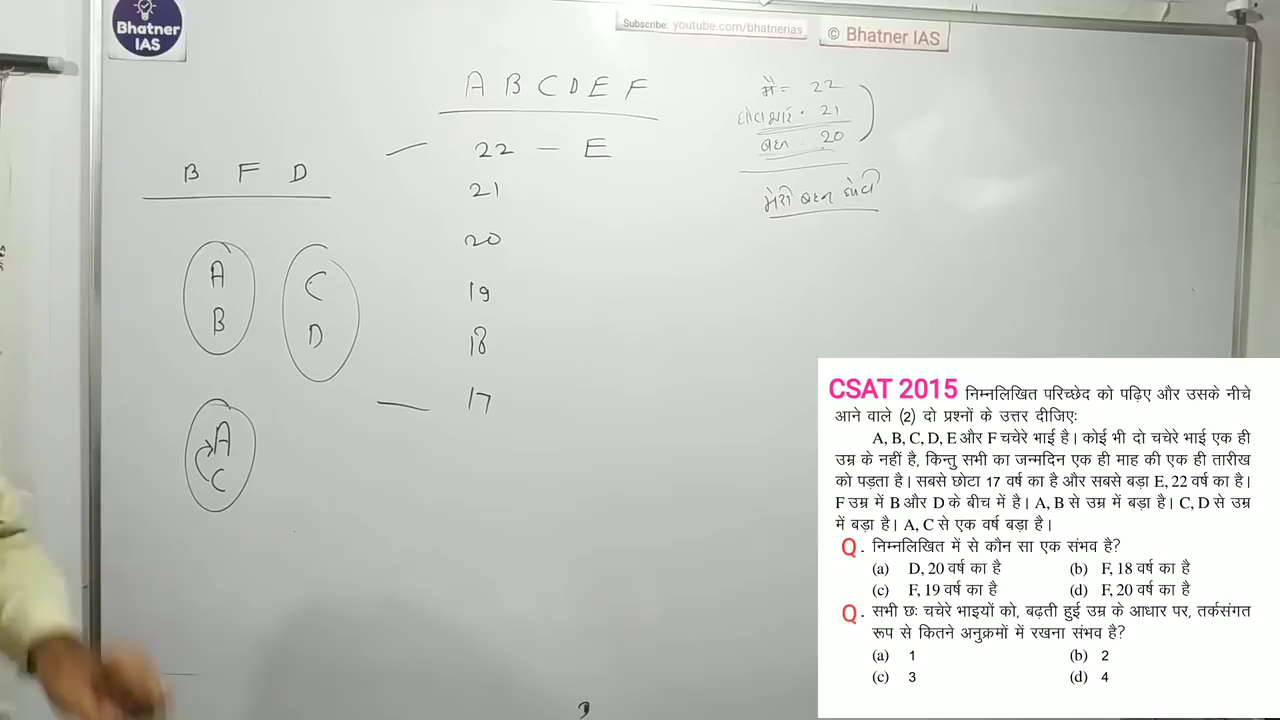 Bhatner
IAS
Subscribe: youtube.com/bhatnerias
© Bhatner IAS
A B C D E F
22 - E
21
20
19
18
17
B F D
A
B
C
D
A
C
मैं = 22
21
बहन - 20
मेरी बहन छोटी
CSAT 2015 निम्नलिखित परिच्छेद को पढ़िए और उसके नीचे
आने वाले (2) दो प्रश्नों के उत्तर दीजिए:
A, B, C, D, E और F चचेरे भाई है। कोई भी दो चचेरे भाई एक ही
उम्र के नहीं है, किन्तु सभी का जन्मदिन एक ही माह की एक ही तारीख
को पड़ता है। सबसे छोटा 17 वर्ष का है और सबसे बड़ा E, 22 वर्ष का है।
F उम्र में B और D के बीच में है। A, B से उम्र में बड़ा है। C, D से उम्र
में बड़ा है। A, C से एक वर्ष बड़ा है।
Q. निम्नलिखित में से कौन सा एक संभव है?
(a) D, 20 वर्ष का है (b) F, 18 वर्ष का है
(c) F, 19 वर्ष का है (d) F, 20 वर्ष का है
Q. सभी छः चचेरे भाइयों को, बढ़ती हुई उम्र के आधार पर, तर्कसंगत
रूप से कितने अनुक्रमों में रखना संभव है?
(a) 1 (b) 2
(c) 3 (d) 4